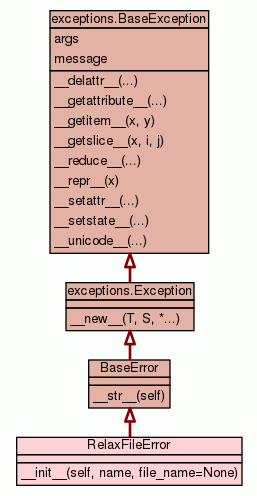 exceptions.BaseException
args
message
__delattr__(...)
__getattribute__(...)
__getitem__(x, y)
__getslice__(x, i, j)
__reduce__(...)
__repr__(x)
__setattr__(...)
__setstate__(...)
__unicode__(...)
exceptions.Exception
__new__(T, S, *...)
BaseError
__str__(self)
RelaxFileError
__init__(self, name, file_name=None)